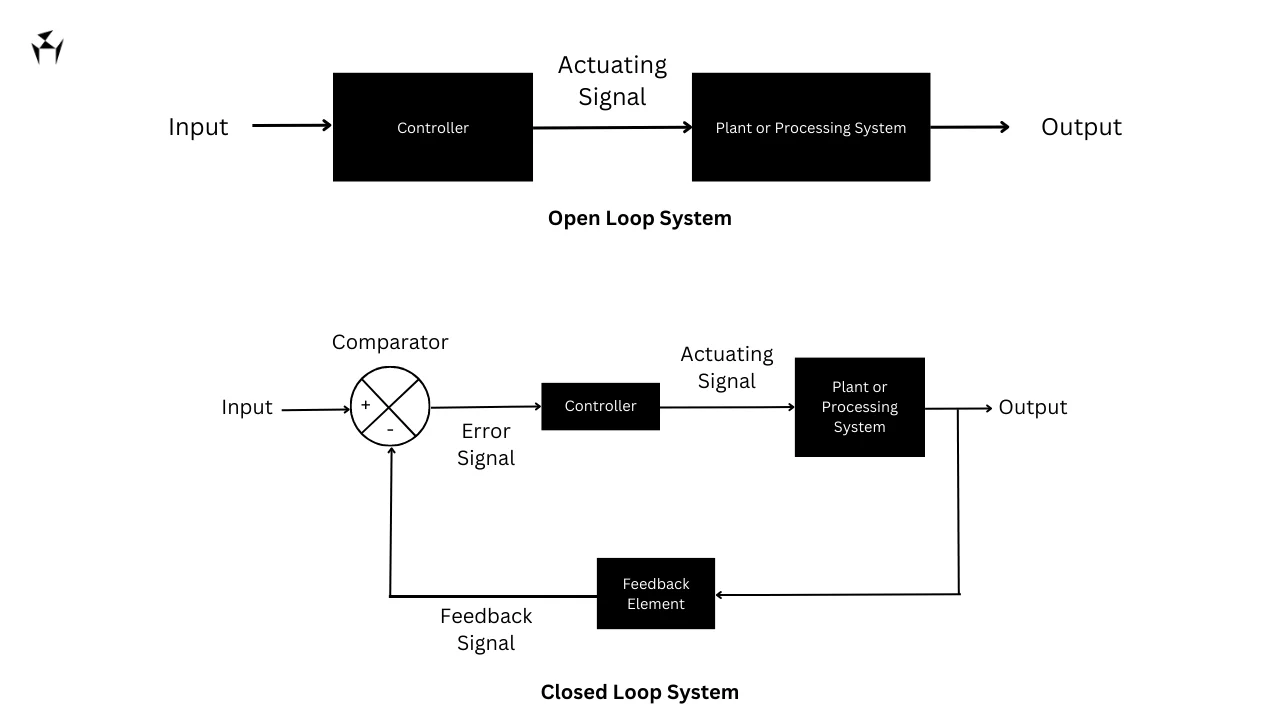 Actuating
Signal
Input
Controller
Plant or Processing System
Output
Open Loop System
Comparator
Input
+
-
Error
Signal
Controller
Actuating
Signal
Plant or
Processing
System
Output
Feedback
Element
Feedback
Signal
Closed Loop System